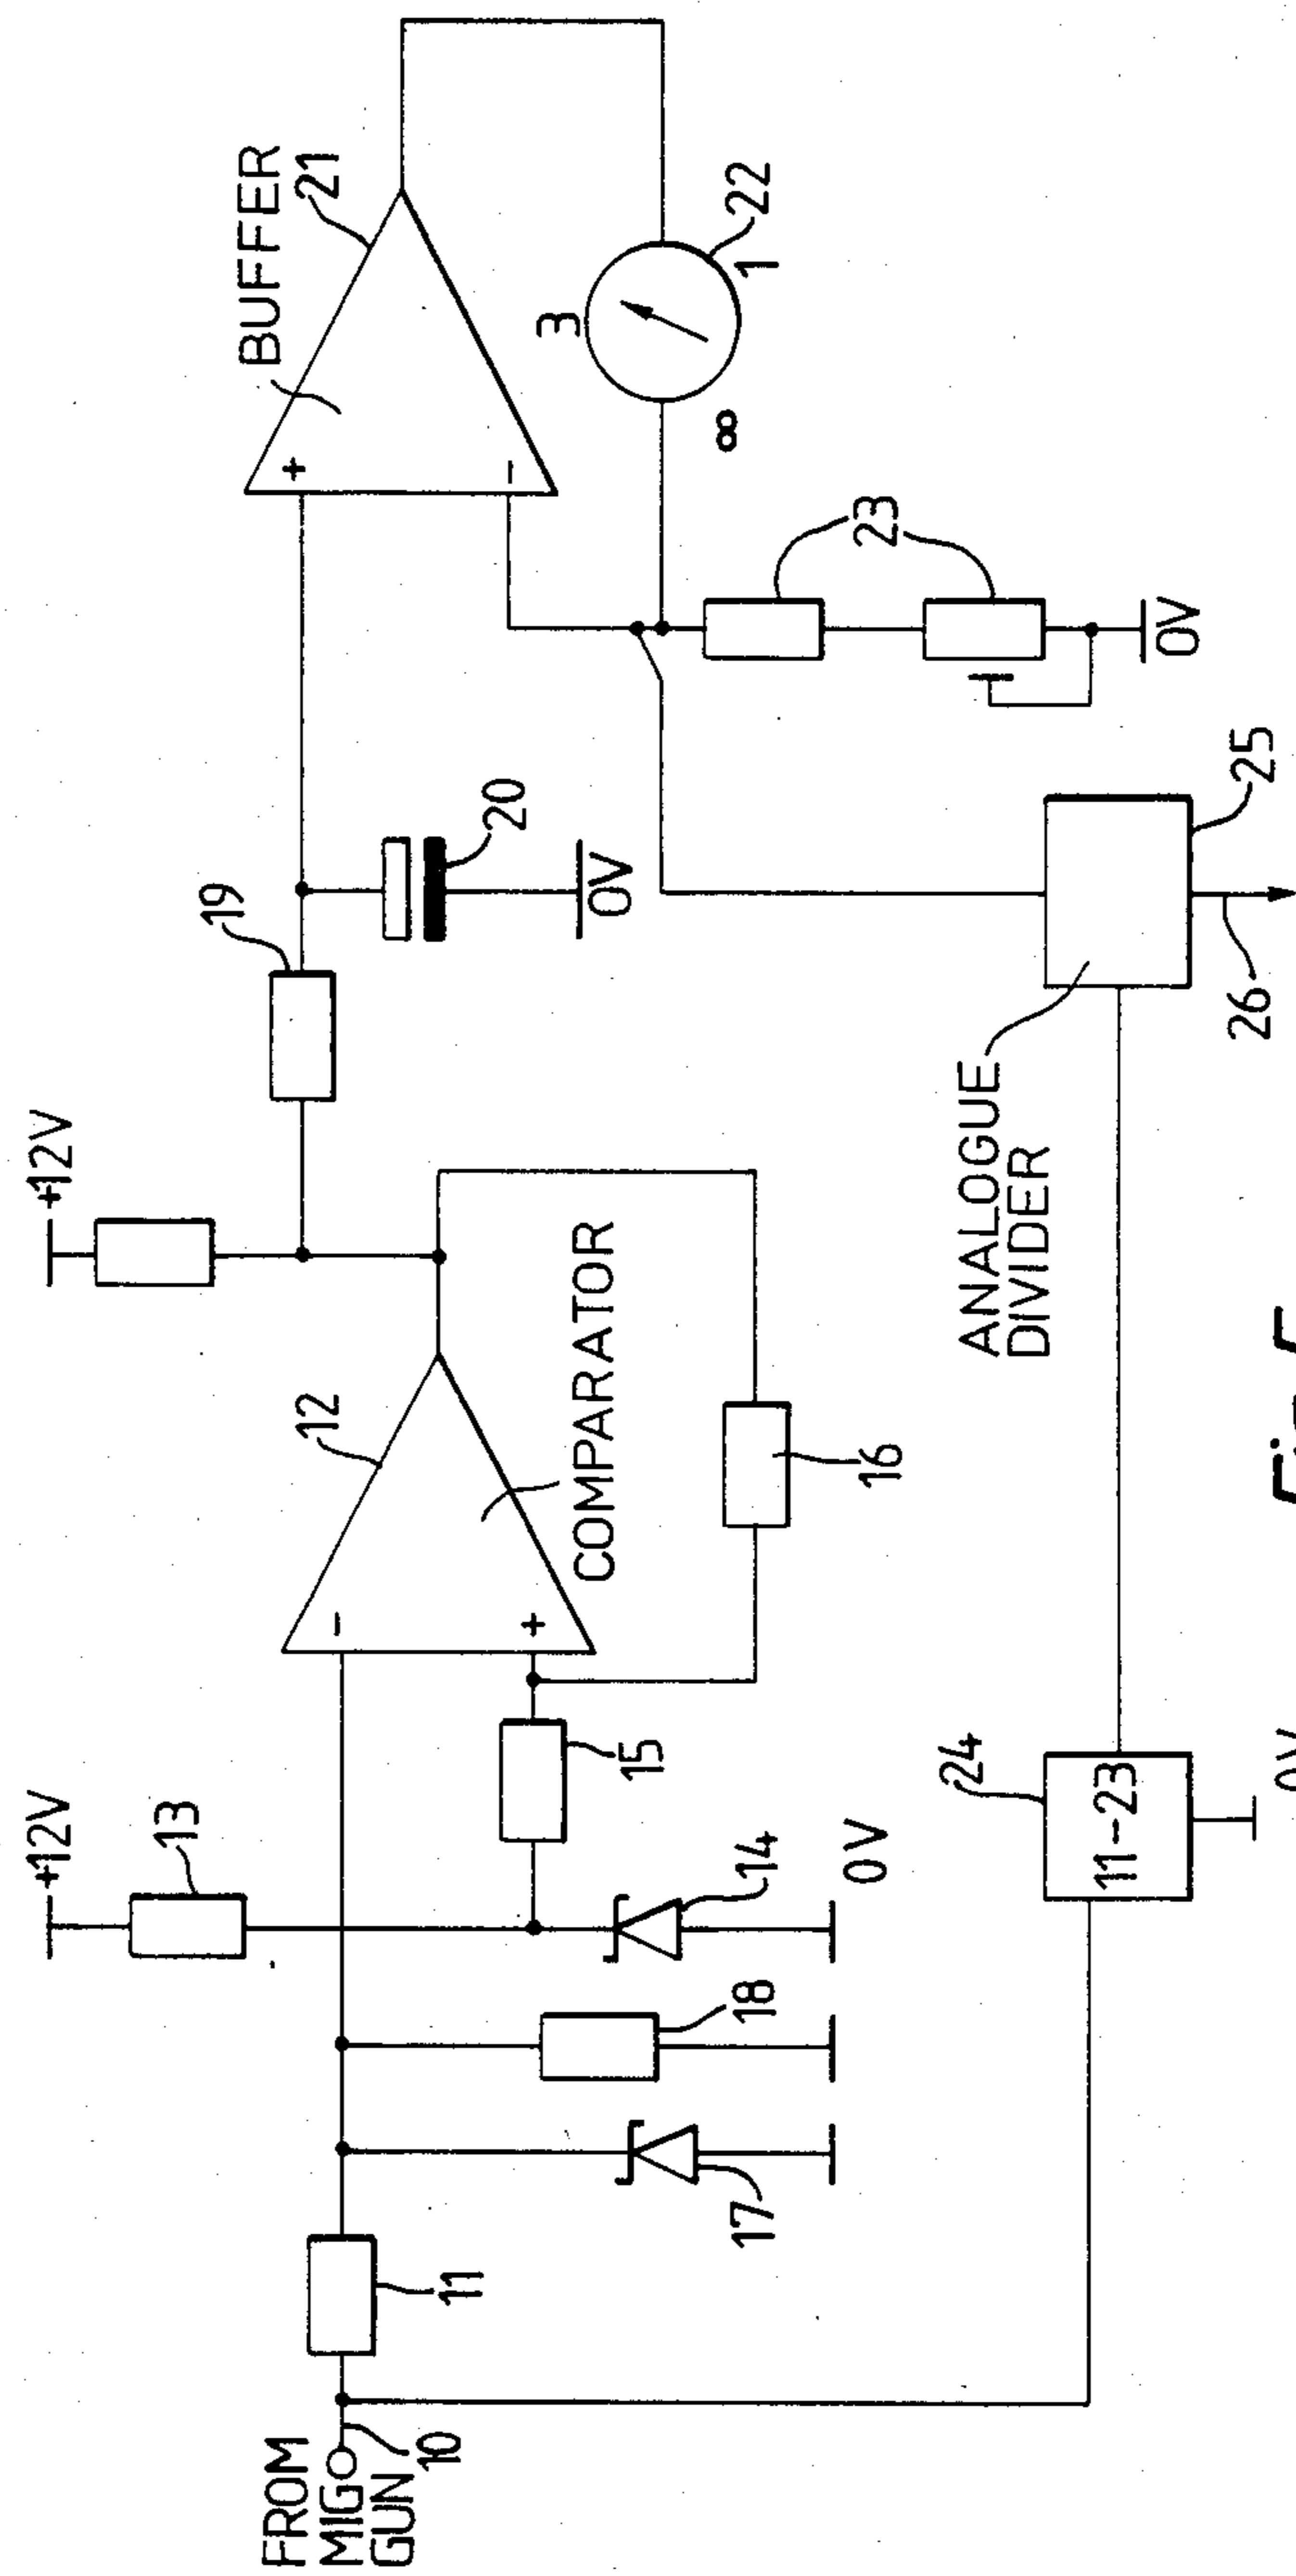 FROM
MIG
GUN
10
11
17
18
+12V
13
14
0V
15
-
+
12
COMPARATOR
16
+12V
19
20
0V
BUFFER
21
+
-
3
1
22
∞
23
0V
24
11-23
0V
ANALOGUE
DIVIDER
25
26